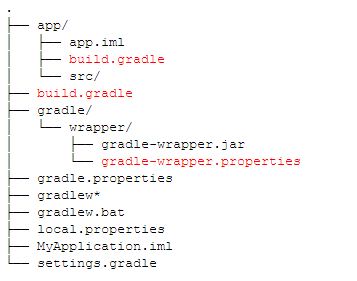 .
├── app/
│   ├── app.iml
│   ├── build.gradle
│   └── src/
├── build.gradle
├── gradle/
│   └── wrapper/
│       ├── gradle-wrapper.jar
│       └── gradle-wrapper.properties
├── gradle.properties
├── gradlew*
├── gradlew.bat
├── local.properties
├── MyApplication.iml
└── settings.gradle